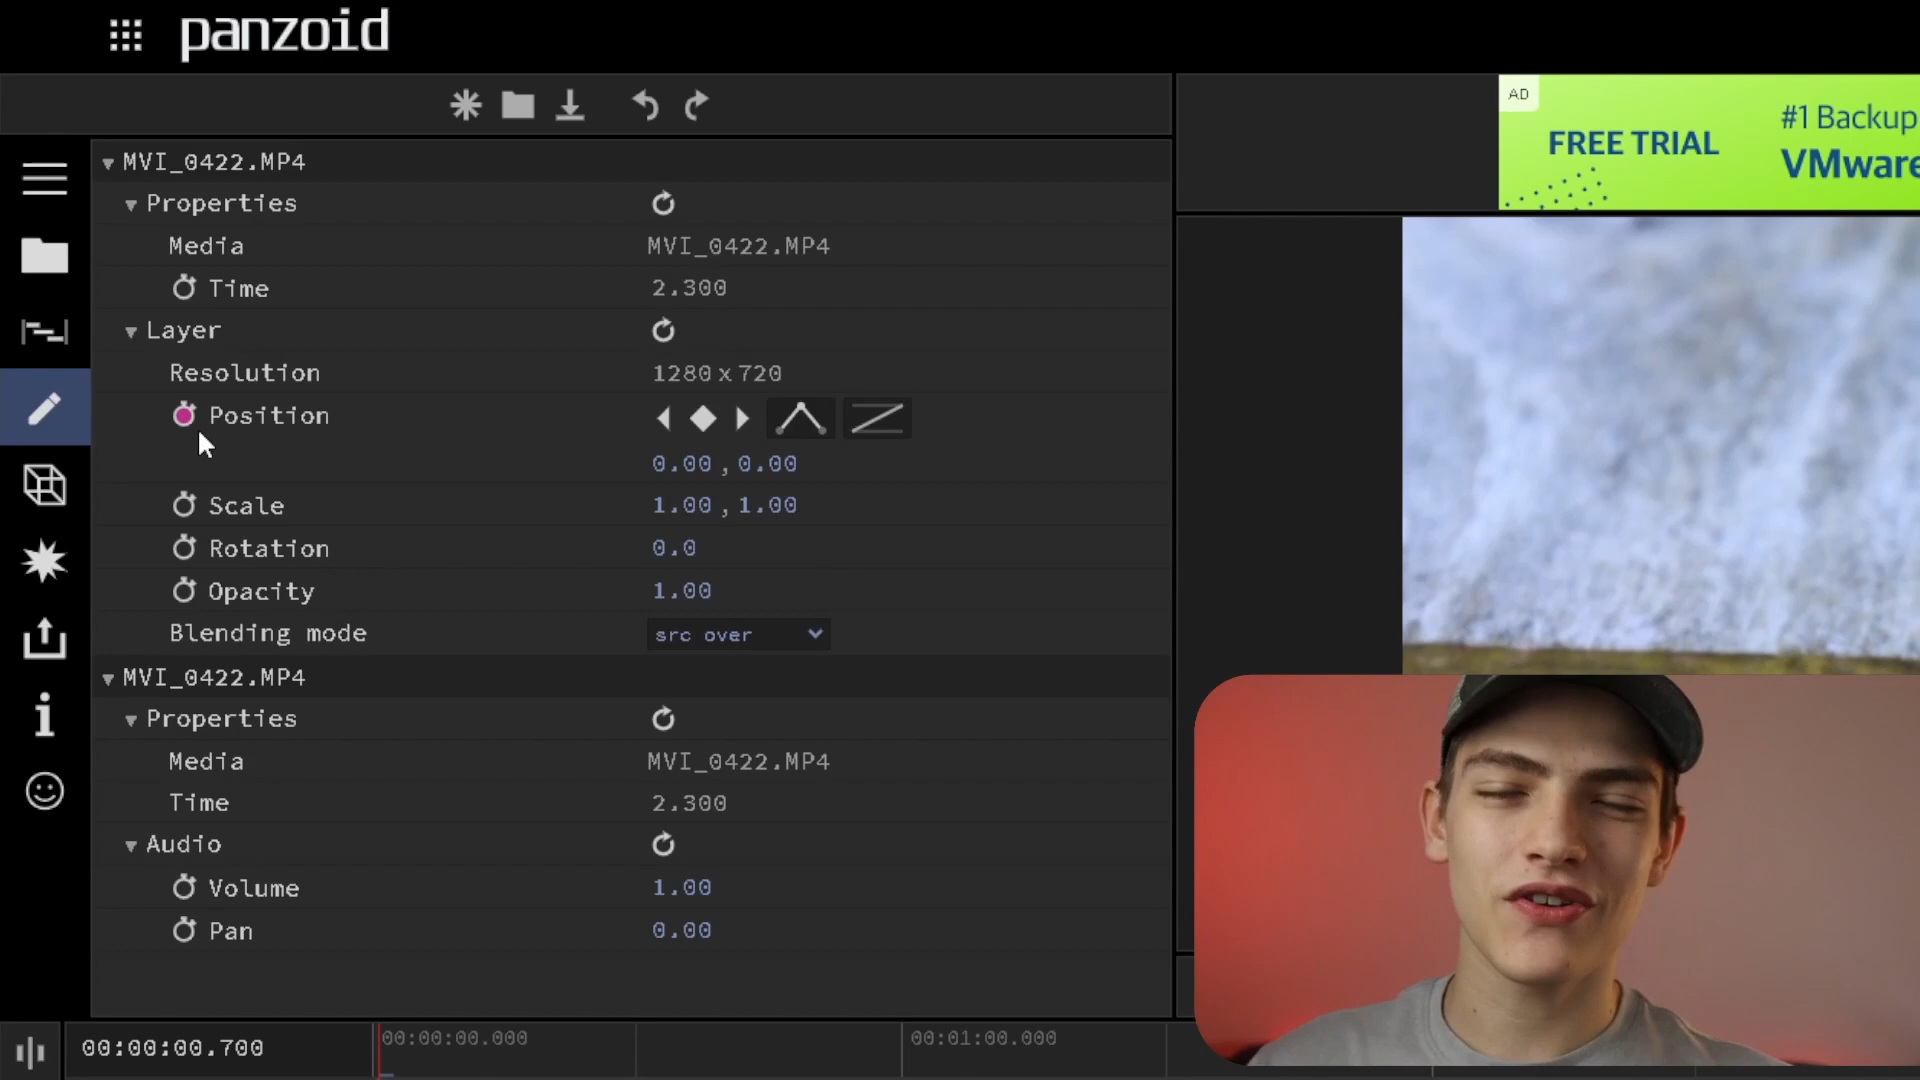 panzoid
AD
FREE TRIAL
#1 Backup
VMware
MVI_0422.MP4
Properties
Media MVI_0422.MP4
Time 2.300
Layer
Resolution 1280 x 720
Position
0.00 , 0.00
Scale 1.00 , 1.00
Rotation 0.0
Opacity 1.00
Blending mode src over
MVI_0422.MP4
Properties
Media MVI_0422.MP4
Time 2.300
Audio
Volume 1.00
Pan 0.00
00:00:00.700 00:00:00.000 00:01:00.000